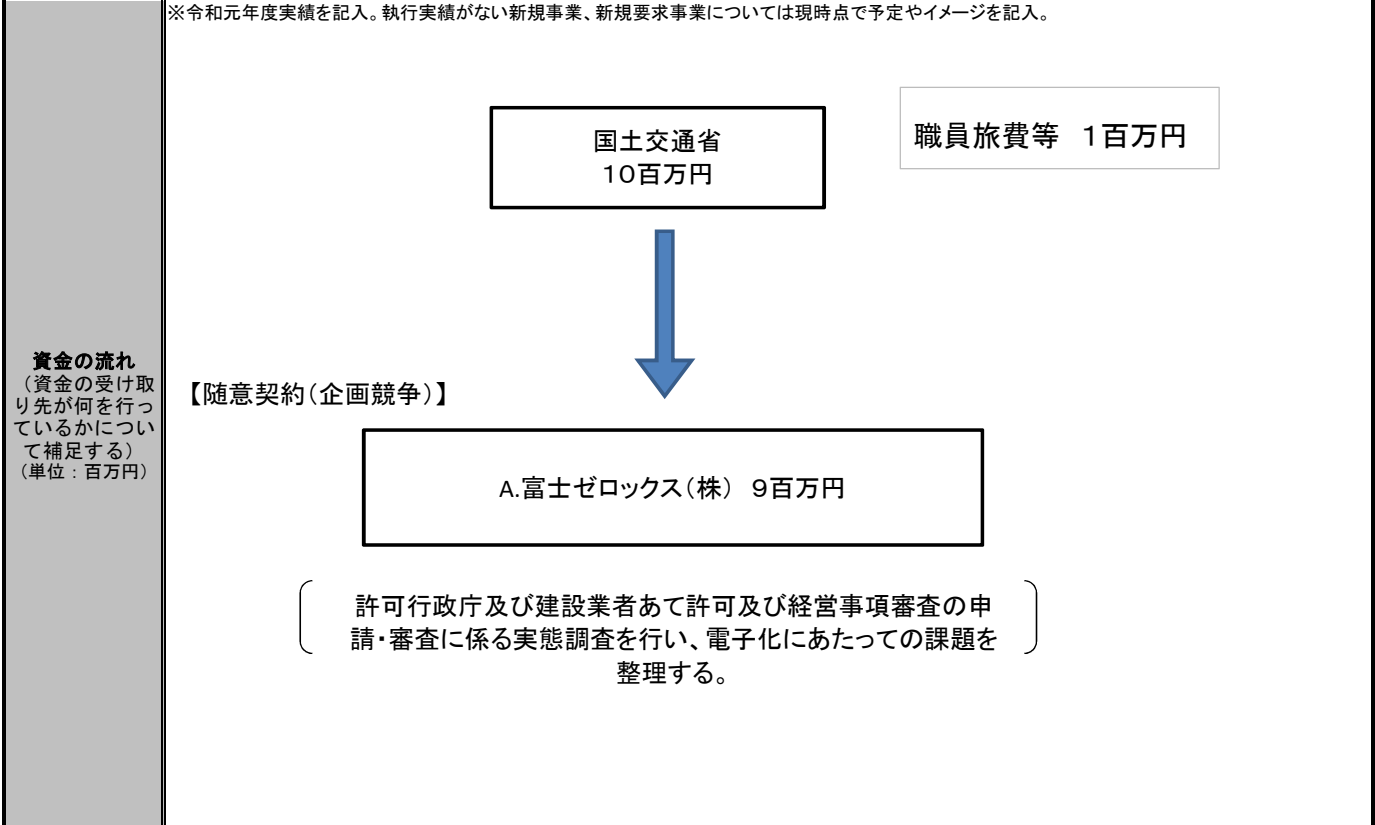 ※令和元年度実績を記入。執行実績がない新規事業、新規要求事業については現時点で予定やイメージを記入。
国土交通省
10百万円
職員旅費等　1百万円
資金の流れ
（資金の受け取
り先が何を行っ
ているかについ
て補足する）
（単位：百万円）
【随意契約（企画競争）】
A.富士ゼロックス（株）　9百万円
許可行政庁及び建設業者あて許可及び経営事項審査の申
請・審査に係る実態調査を行い、電子化にあたっての課題を
整理する。